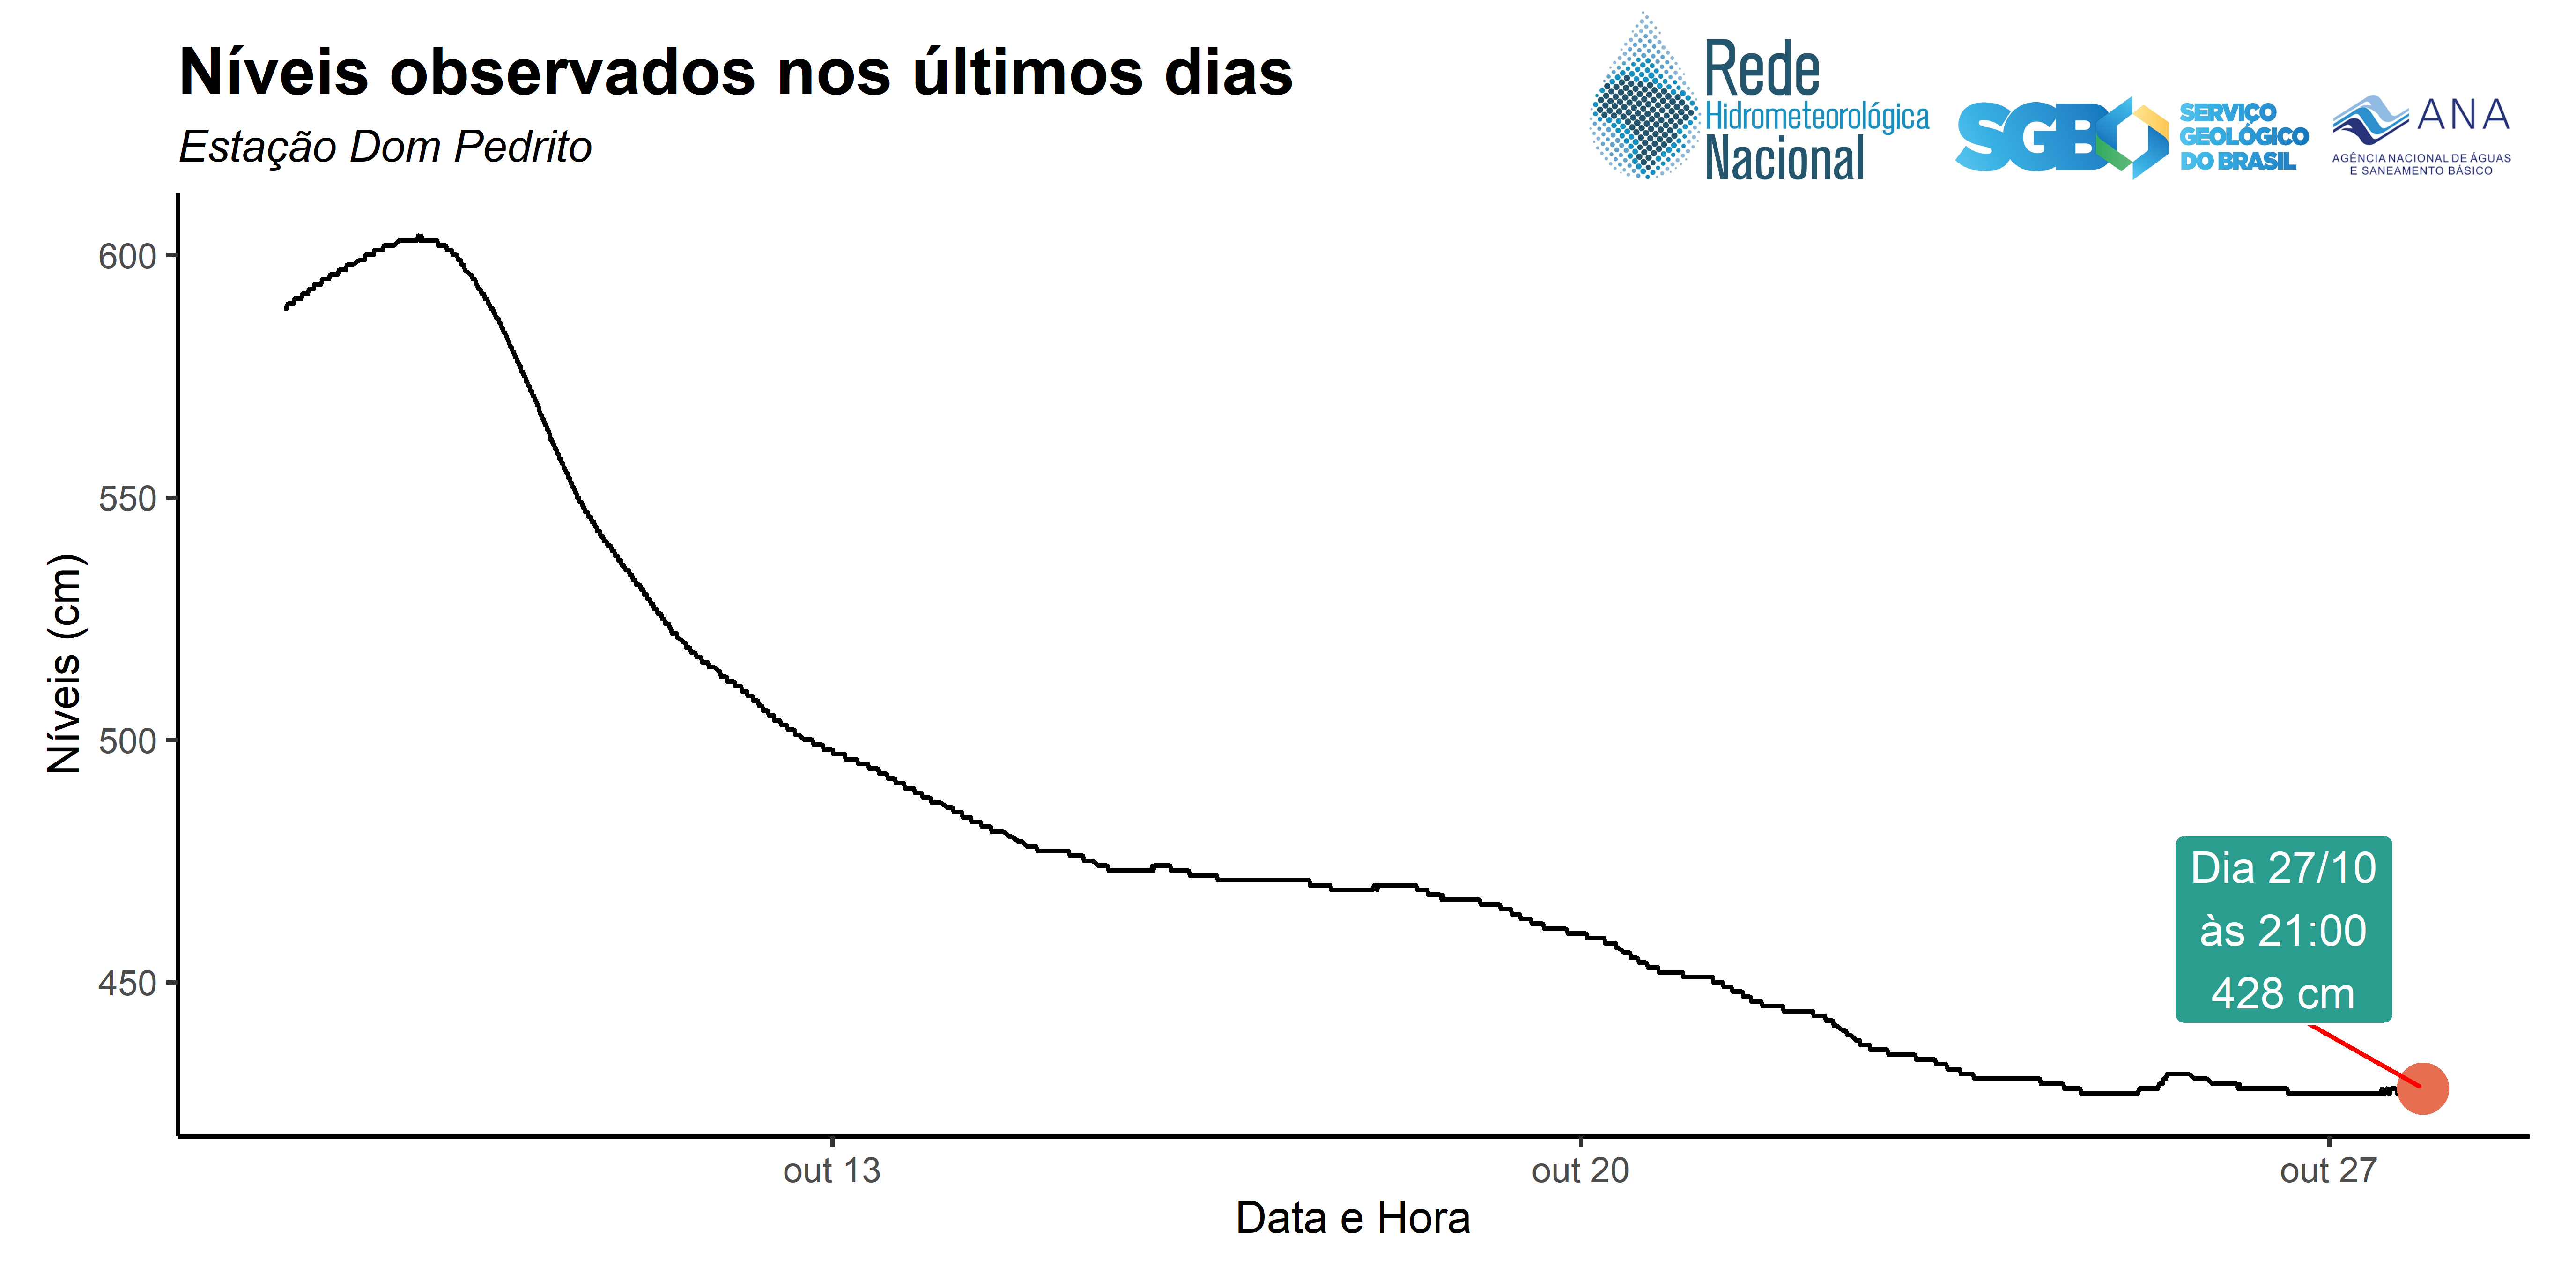 Níveis observados nos últimos dias
Estação Dom Pedrito
Rede
Hidrometeorológica
Nacional
SGB
SERVIÇO
GEOLÓGICO
DO BRASIL
ANA
AGÊNCIA NACIONAL DE ÁGUAS
E SANEAMENTO BÁSICO
Níveis (cm)
600
550
500
450
Dia 27/10
às 21:00
428 cm
out 13
out 20
out 27
Data e Hora